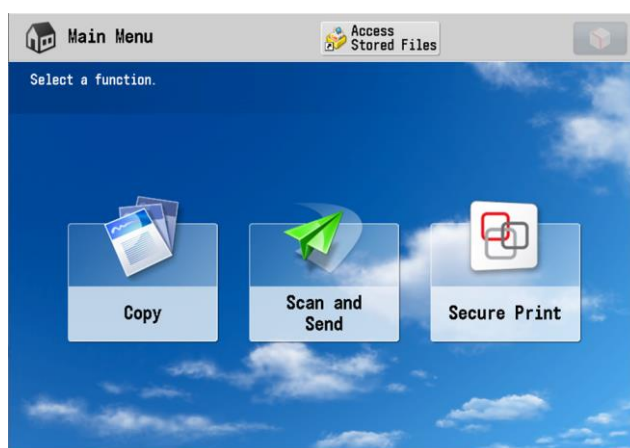 Main Menu
Access
Stored Files
Select a function.
Copy
Scan and
Send
Secure Print